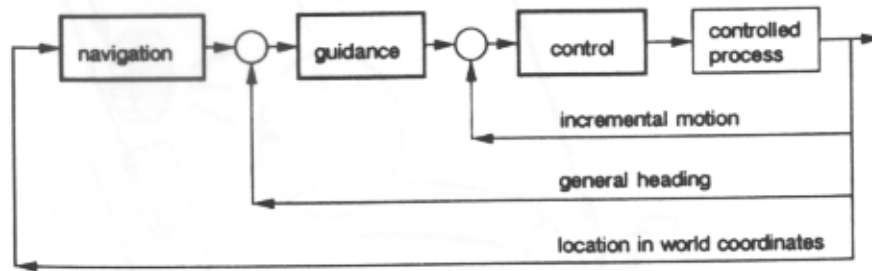 navigation
guidance
control
controlled
process
incremental motion
general heading
location in world coordinates